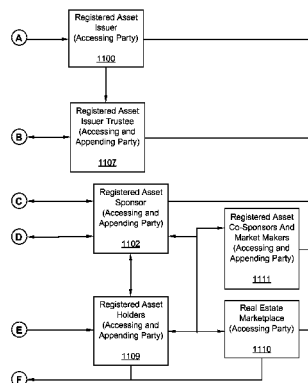 A
Registered Asset
Issuer
(Accessing Party)
1100
B
Registered Asset
Issuer Trustee
(Accessing and
Appending Party)
1107
C
D
Registered Asset
Sponsor
(Accessing and
Appending Party)
1102
Registered Asset
Co-Sponsors And
Market Makers
(Accessing and
Appending Party)
1111
E
Registered Asset
Holders
(Accessing and
Appending Party)
1109
Real Estate
Marketplace
(Accessing Party)
1110
F